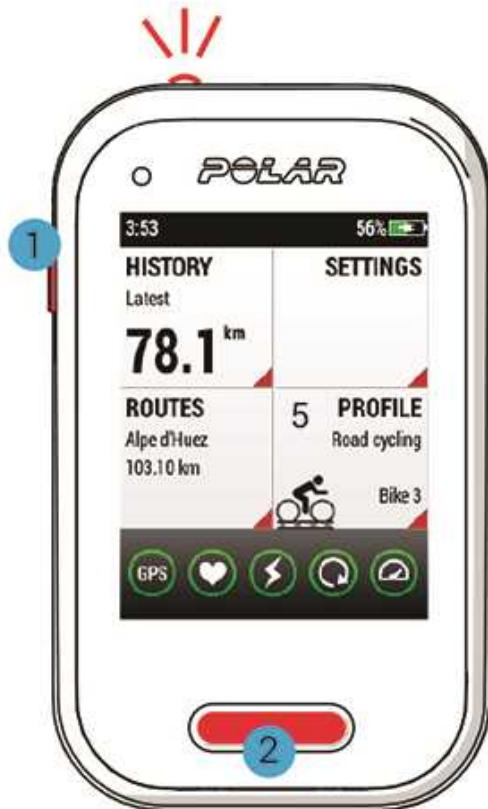 POLAR
1
3:53 56%
HISTORY
Latest
78.1 km
SETTINGS
ROUTES
Alpe d'Huez
103.10 km
5 PROFILE
Road cycling
Bike 3
GPS
2